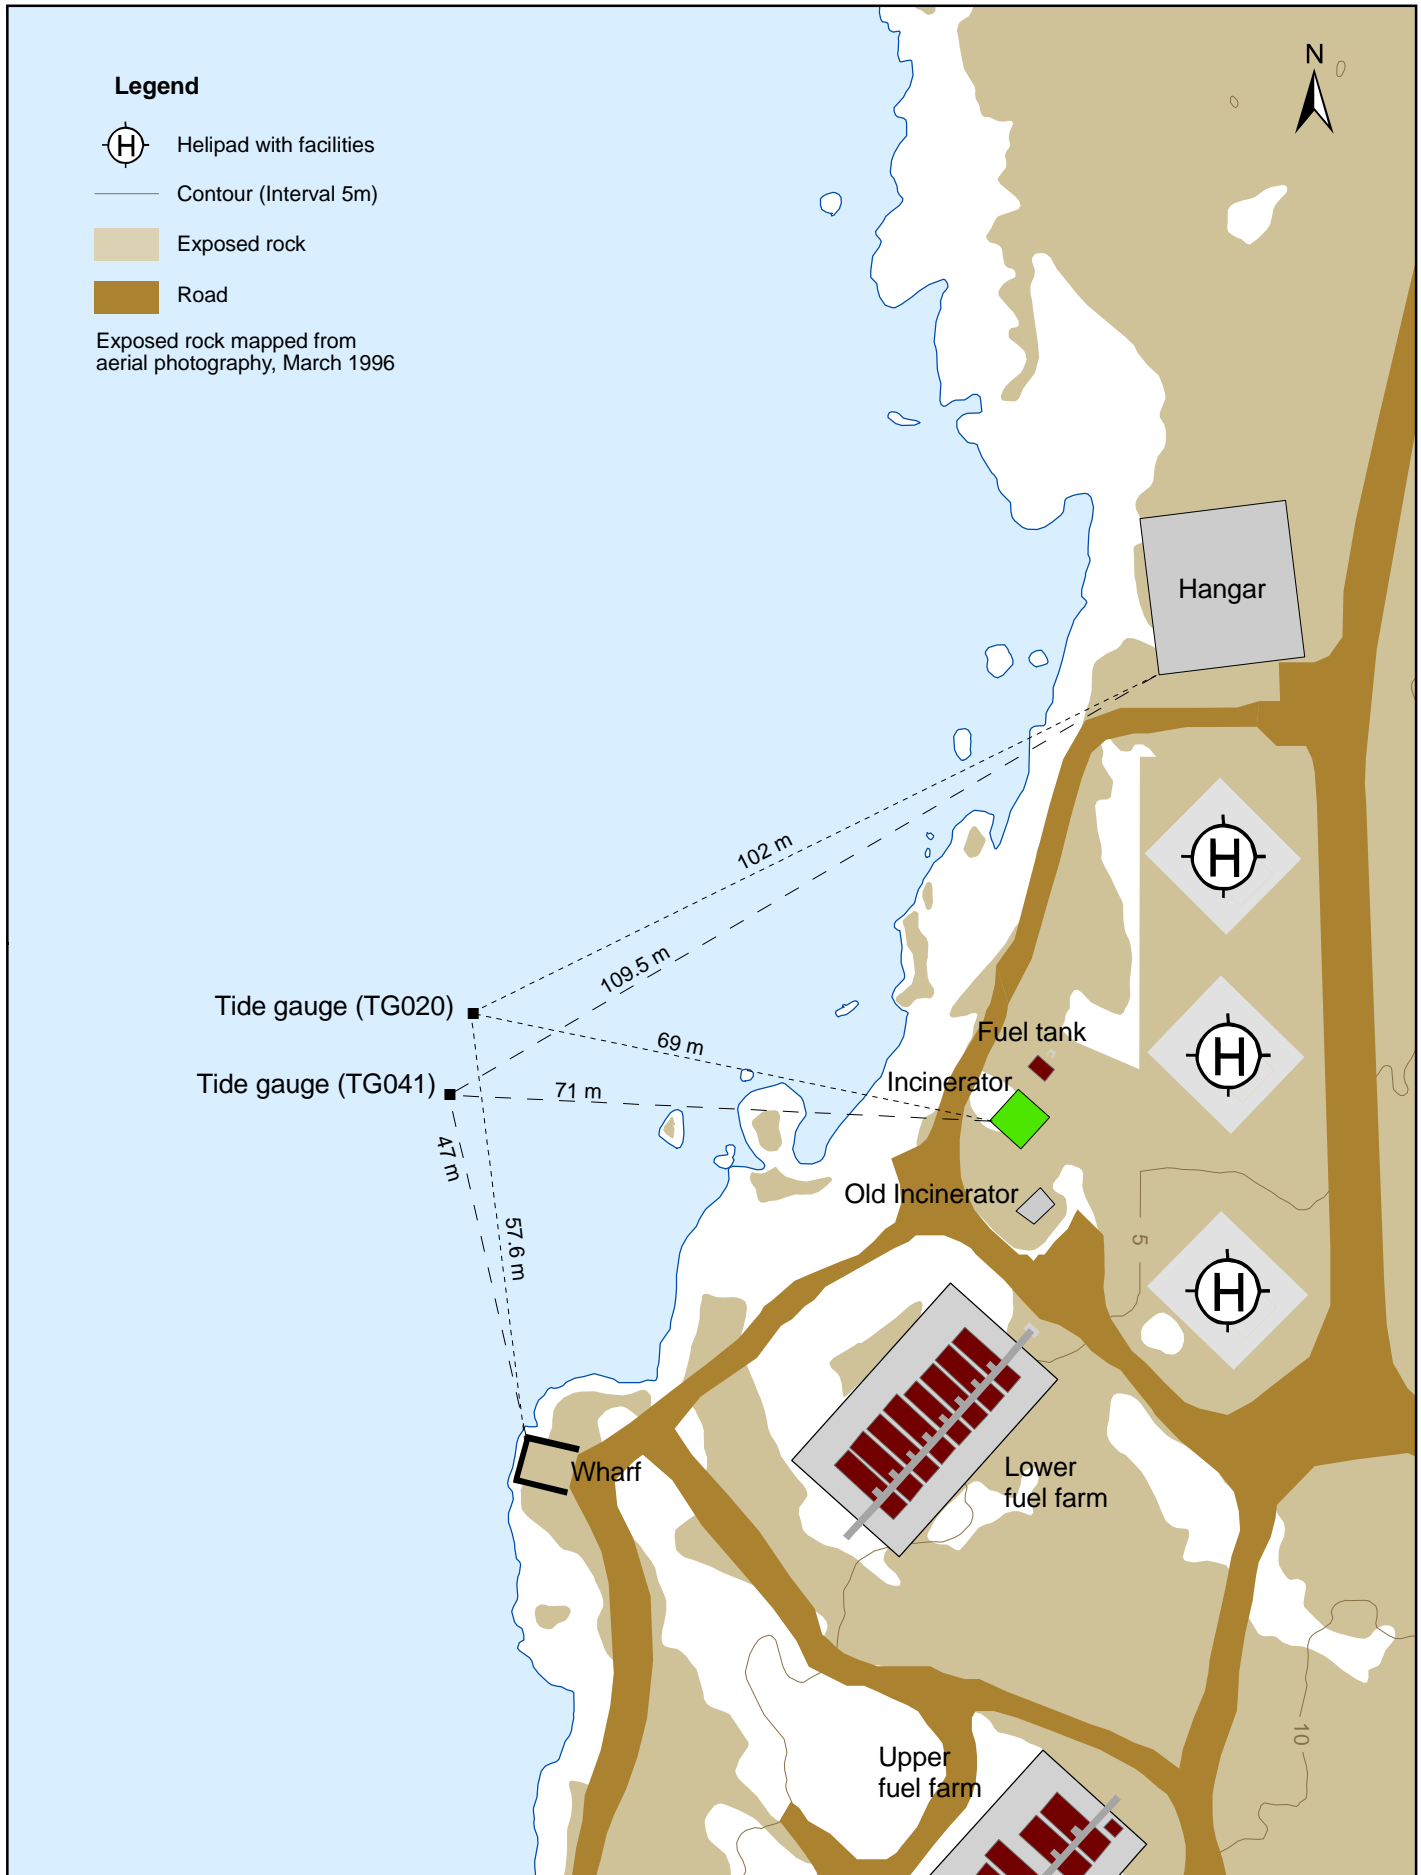 Legend
N
H
Helipad with facilities
Contour (Interval 5m)
Exposed rock
Road
Exposed rock mapped from
aerial photography, March 1996
Hangar
102 m
H
109.5 m
Tide gauge (TG020)
69 m
Fuel tank
H
Tide gauge (TG041)
71 m
Incinerator
47 m
Old Incinerator
57.6 m
5
H
Wharf
Lower
fuel farm
10
Upper
fuel farm